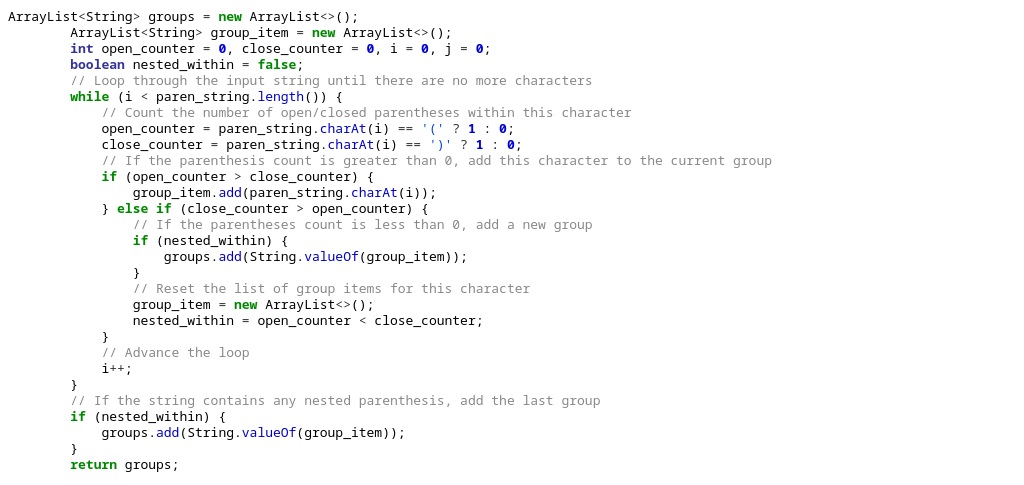 ArrayList<String> groups = new ArrayList<>();
        ArrayList<String> group_item = new ArrayList<>();
        int open_counter = 0, close_counter = 0, i = 0, j = 0;
        boolean nested_within = false;
        // Loop through the input string until there are no more characters
        while (i < paren_string.length()) {
            // Count the number of open/closed parentheses within this character
            open_counter = paren_string.charAt(i) == '(' ? 1 : 0;
            close_counter = paren_string.charAt(i) == ')' ? 1 : 0;
            // If the parenthesis count is greater than 0, add this character to the current group
            if (open_counter > close_counter) {
                group_item.add(paren_string.charAt(i));
            } else if (close_counter > open_counter) {
                // If the parentheses count is less than 0, add a new group
                if (nested_within) {
                    groups.add(String.valueOf(group_item));
                }
                // Reset the list of group items for this character
                group_item = new ArrayList<>();
                nested_within = open_counter < close_counter;
            }
            // Advance the loop
            i++;
        }
        // If the string contains any nested parenthesis, add the last group
        if (nested_within) {
            groups.add(String.valueOf(group_item));
        }
        return groups;